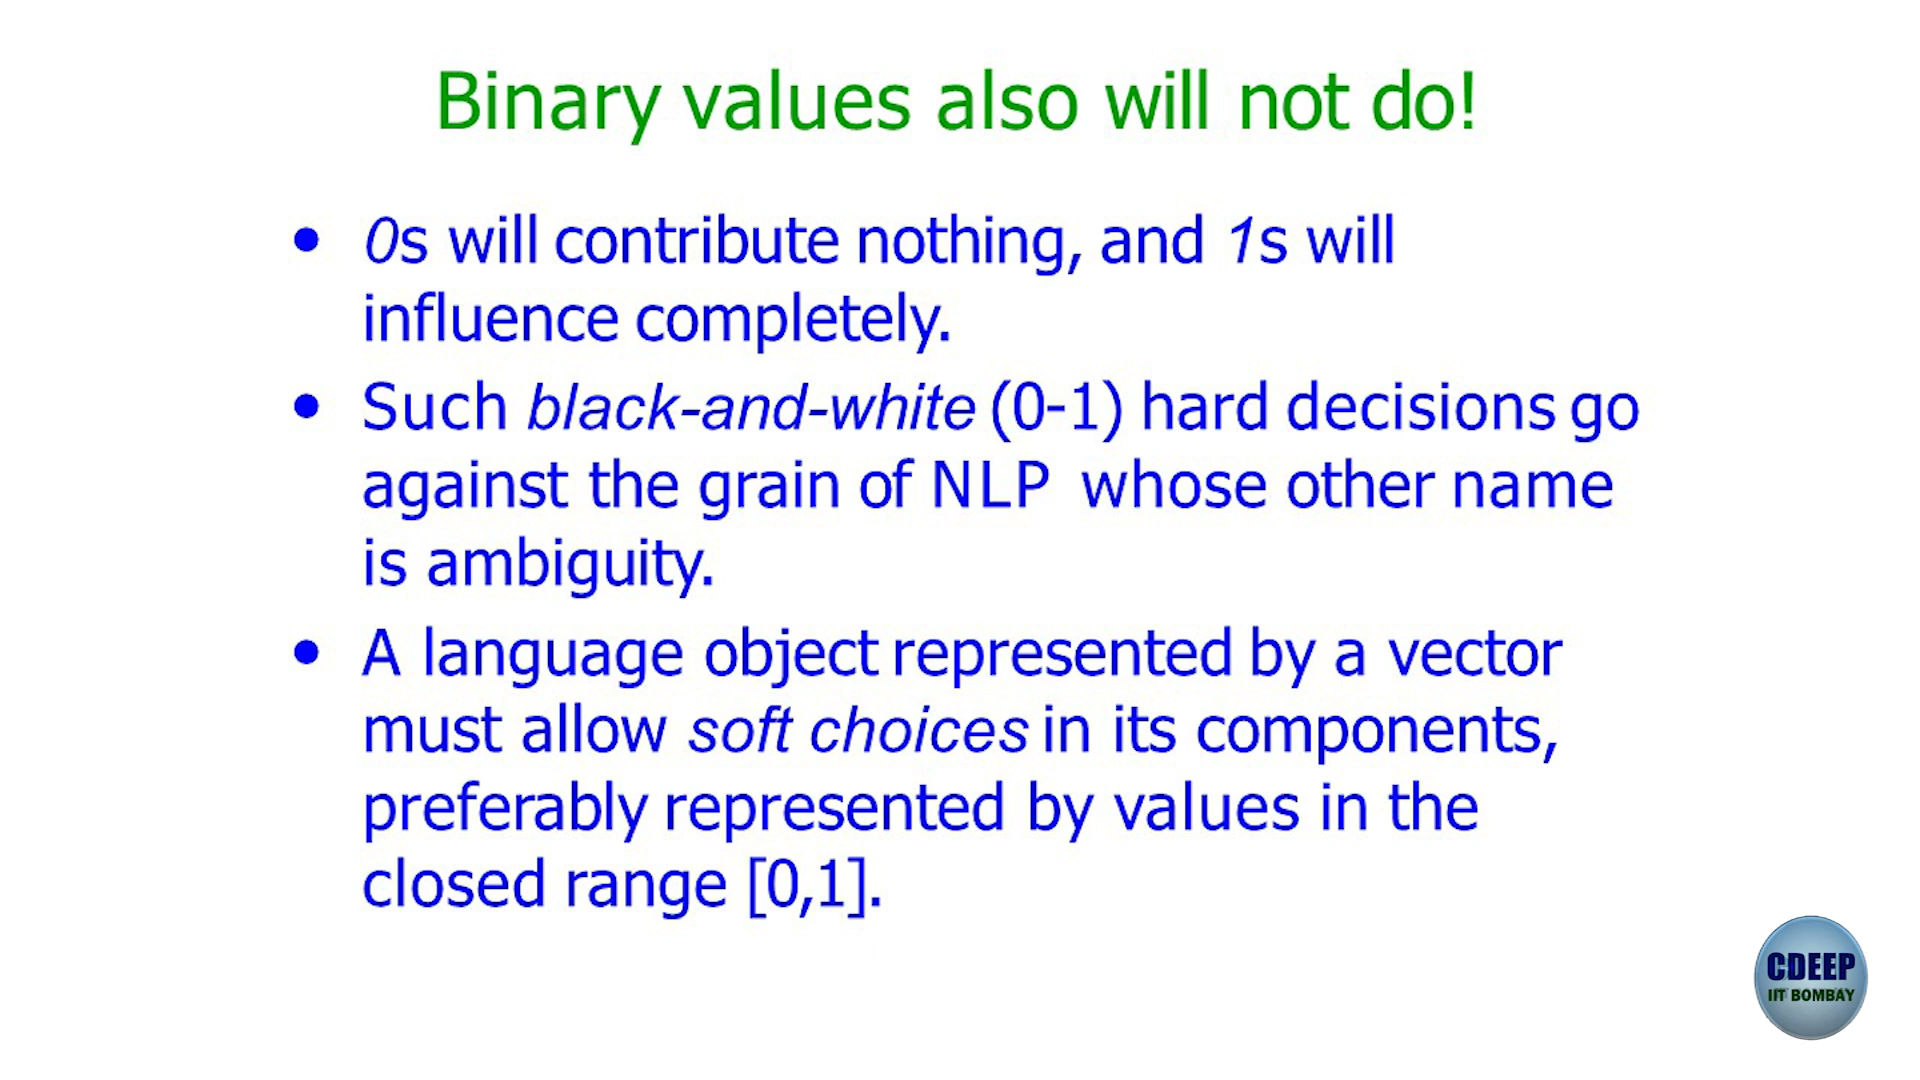 Binary values also will not do!
• 0s will contribute nothing, and 1s will
influence completely.
• Such black-and-white (0-1) hard decisions go
against the grain of NLP whose other name
is ambiguity.
• A language object represented by a vector
must allow soft choices in its components,
preferably represented by values in the
closed range [0,1].
CDEEP
IIT BOMBAY